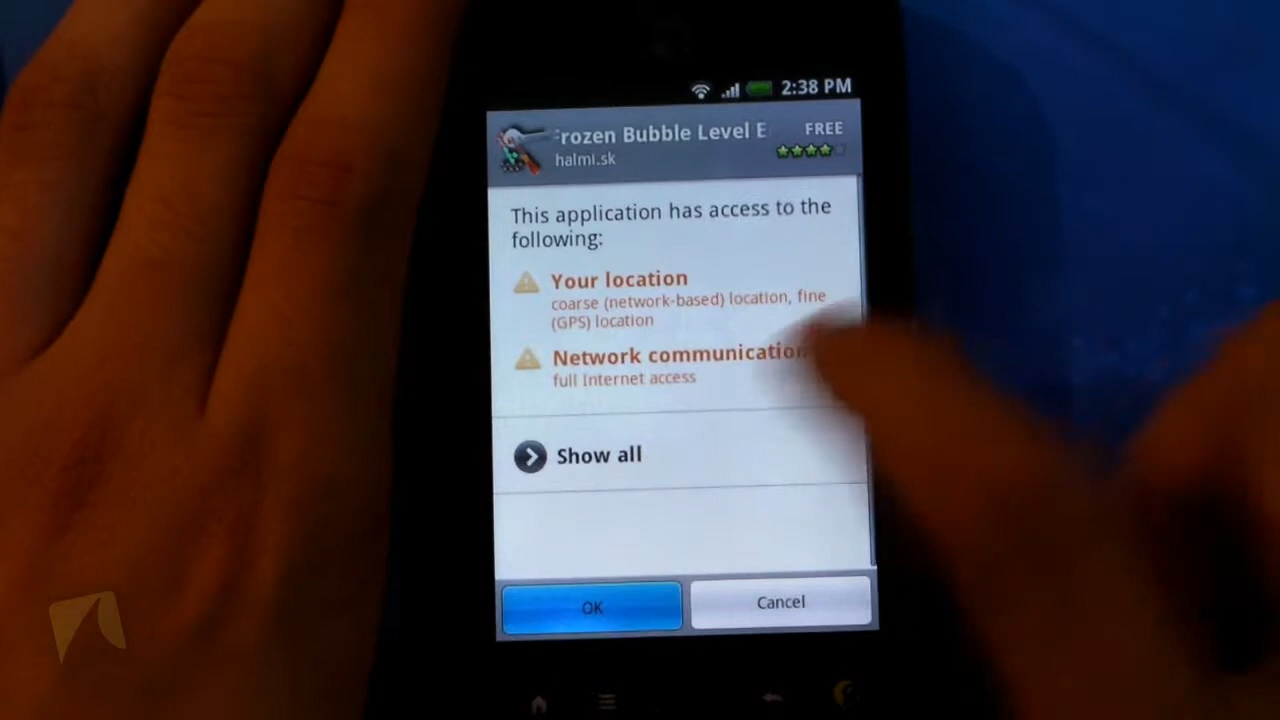 2:38 PM
Frozen Bubble Level E
FREE
halmi.sk
This application has access to the
following:
Your location
coarse (network-based) location, fine
(GPS) location
Network communication
full Internet access
Show all
OK
Cancel